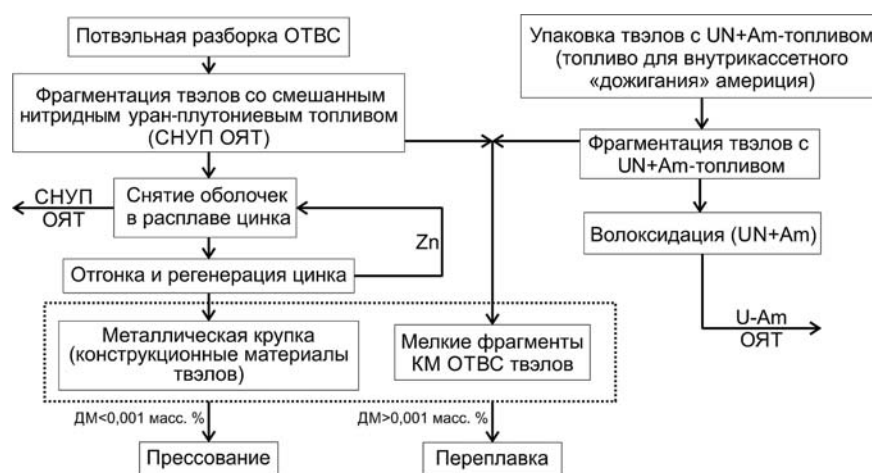 Потвэльная разборка ОТВС
Фрагментация твэлов со смешанным
нитридным уран-плутониевым топливом
(СНУП ОЯТ)
СНУП
ОЯТ
Снятие оболочек
в расплаве цинка
Zn
Отгонка и регенерация цинка
Металлическая крупка
(конструкционные материалы
твэлов)
Мелкие фрагменты
КМ ОТВС твэлов
ДМ<0,001 масс. %
ДМ>0,001 масс. %
Прессование
Переплавка
Упаковка твэлов с UN+Am-топливом
(топливо для внутрикассетного
«дожигания» америция)
Фрагментация твэлов с
UN+Am-топливом
Волоксидация (UN+Am)
U-Am
ОЯТ